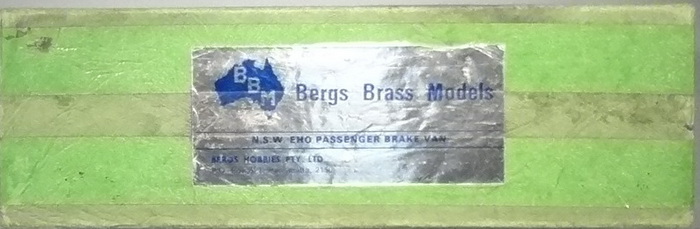 BBM
Bergs Brass Models
N.S.W. EHO PASSENGER BRAKE VAN
BERGS HOBBIES PTY. LTD.